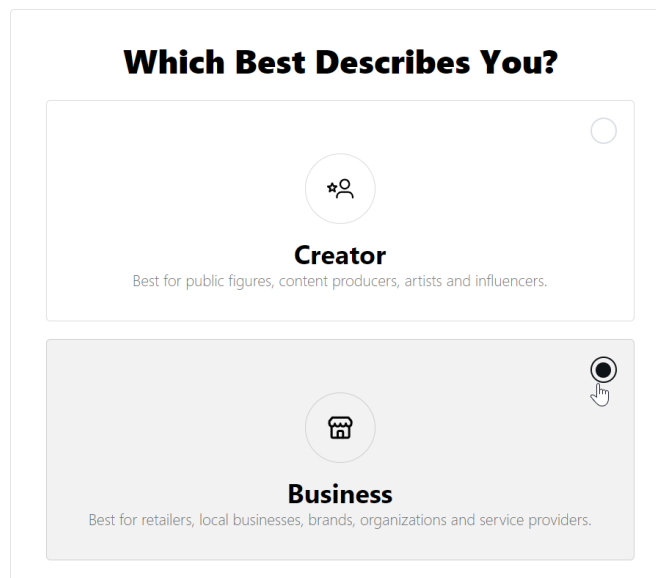 Which Best Describes You?
Creator
Best for public figures, content producers, artists and influencers.
Business
Best for retailers, local businesses, brands, organizations and service providers.